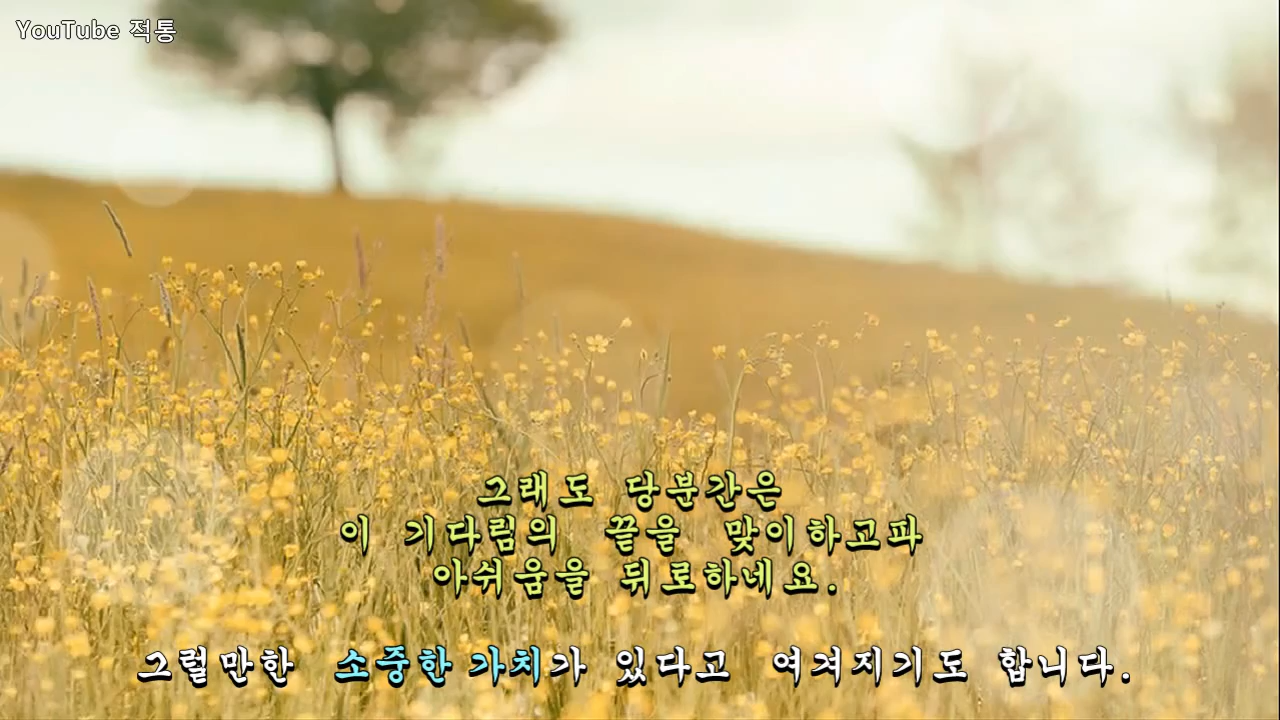 YouTube 적통
그래도 당분간은
이 기다림의 끝을 맞이하고파
아쉬움을 뒤로하네요.
그럴만한 소중한 가치가 있다고 여겨지기도 합니다.